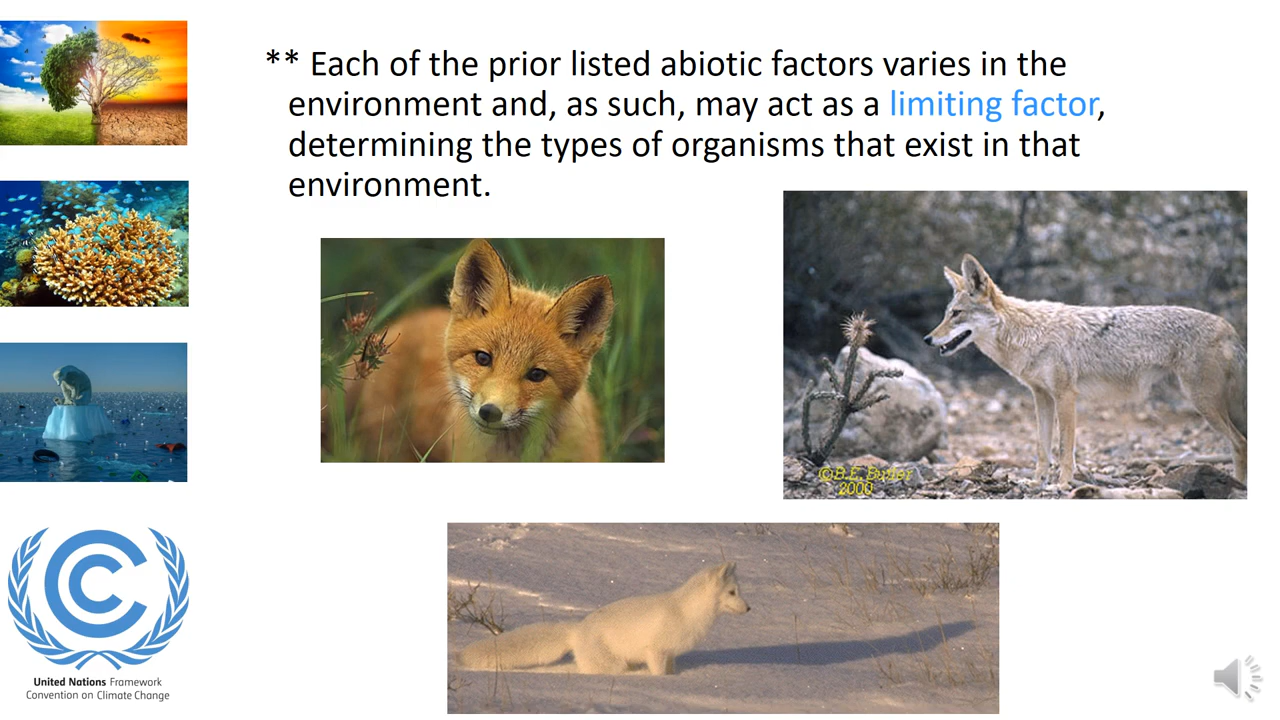 ** Each of the prior listed abiotic factors varies in the
environment and, as such, may act as a limiting factor,
determining the types of organisms that exist in that
environment.
©B.E. Butler
2000
United Nations Framework
Convention on Climate Change